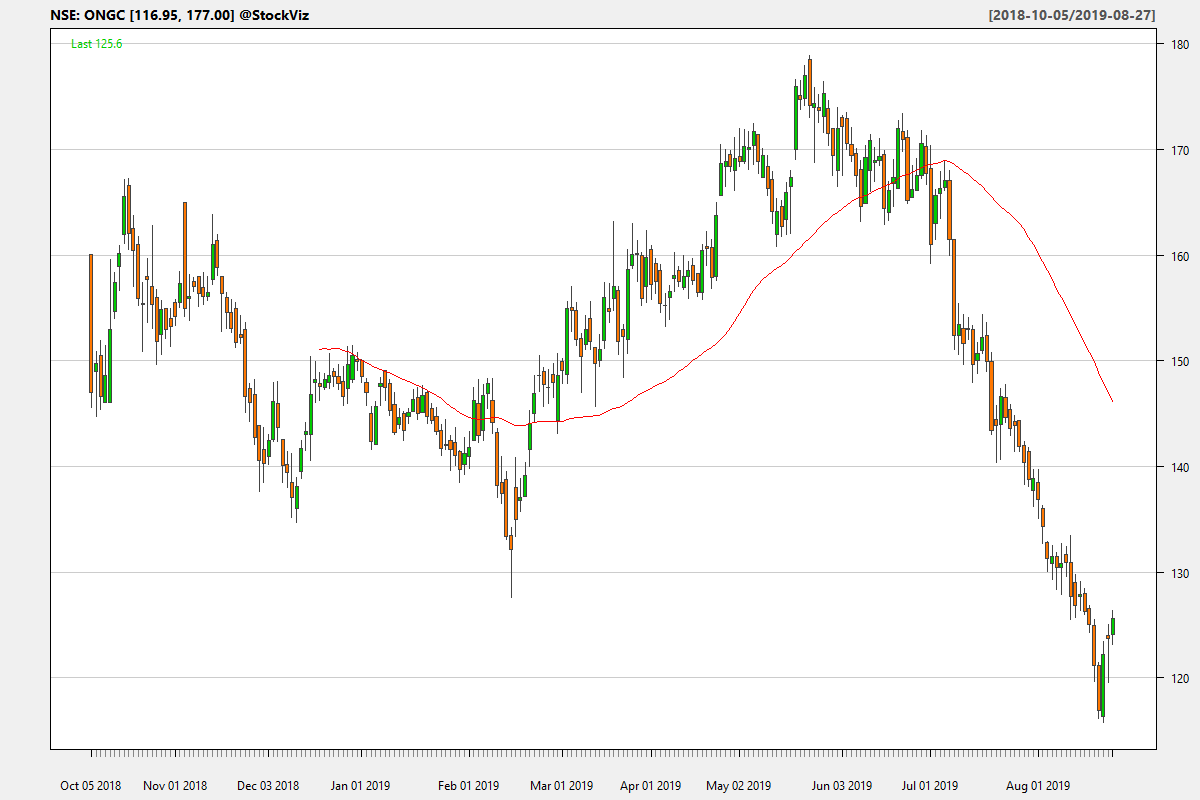 NSE: ONGC [116.95, 177.00] @StockViz
[2018-10-05/2019-08-27]
Last 125.6
180
170
160
150
140
130
120
Oct 05 2018 Nov 01 2018 Dec 03 2018 Jan 01 2019 Feb 01 2019 Mar 01 2019 Apr 01 2019 May 02 2019 Jun 03 2019 Jul 01 2019 Aug 01 2019